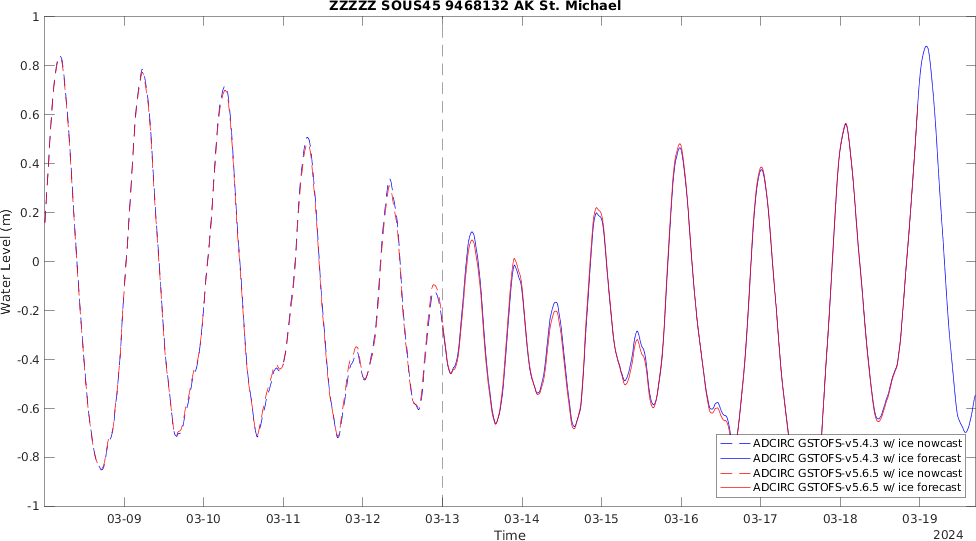 ZZZZZ SOUS45 9468132 AK St. Michael
Water Level (m)
1
0.8
0.6
0.4
0.2
0
-0.2
-0.4
-0.6
-0.8
-1
ADCIRC GSTOFS-v5.4.3 w/ ice nowcast
ADCIRC GSTOFS-v5.4.3 w/ ice forecast
ADCIRC GSTOFS-v5.6.5 w/ ice nowcast
ADCIRC GSTOFS-v5.6.5 w/ ice forecast
03-09 03-10 03-11 03-12 03-13 03-14 03-15 03-16 03-17 03-18 03-19
Time
2024